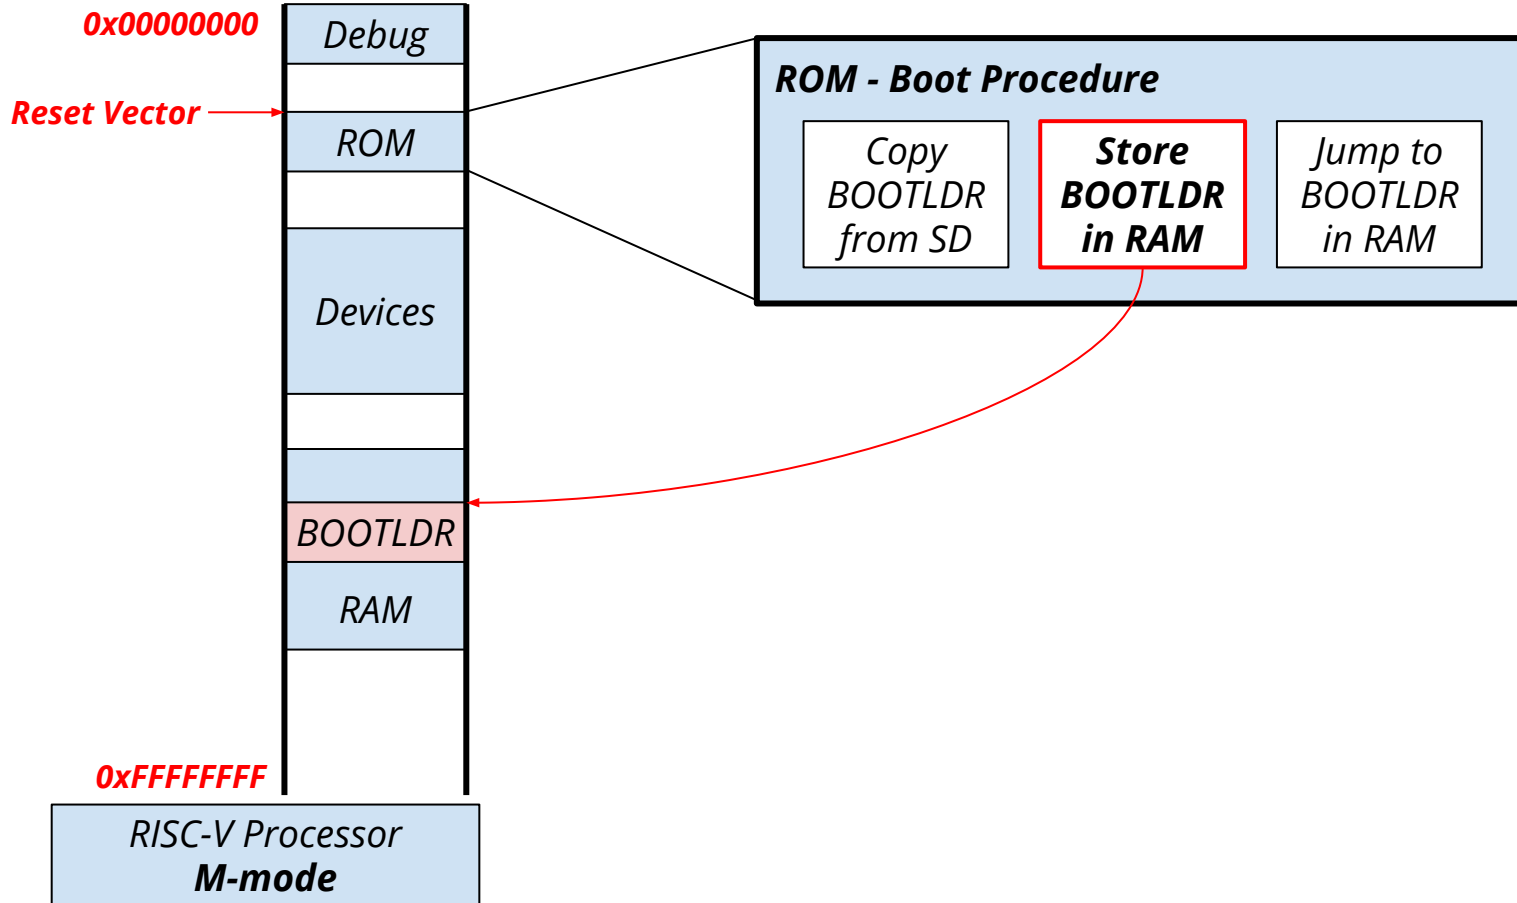 0x00000000
Debug
Reset Vector
ROM
Devices
BOOTLDR
RAM
0xFFFFFFFF
RISC-V Processor
M-mode
ROM - Boot Procedure
Copy
BOOTLDR
from SD
Store
BOOTLDR
in RAM
Jump to
BOOTLDR
in RAM